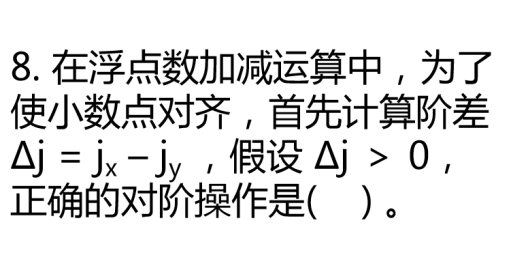 8. 在浮点数加减运算中，为了
使小数点对齐，首先计算阶差
Δj = jₓ – jᵧ ，假设 Δj > 0，
正确的对阶操作是(    )。